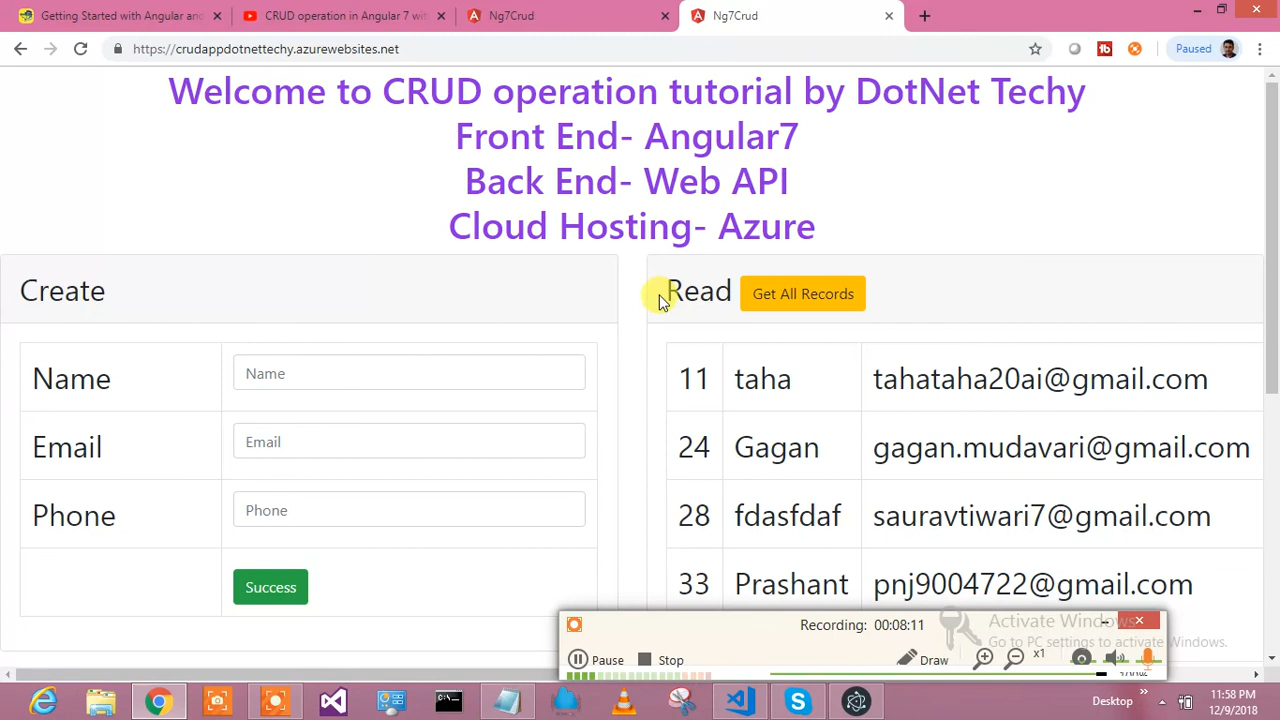 Getting Started with Angular and
CRUD operation in Angular 7 with
Ng7Crud
Ng7Crud
https://crudappdotnettechy.azurewebsites.net
Paused
Welcome to CRUD operation tutorial by DotNet Techy
Front End- Angular7
Back End- Web API
Cloud Hosting- Azure
Create
Read
Get All Records
Name
Name
11
taha
tahataha20ai@gmail.com
Email
Email
24
Gagan
gagan.mudavari@gmail.com
Phone
Phone
28
fdasfdaf
sauravtiwari7@gmail.com
Success
33
Prashant
pnj9004722@gmail.com
Recording: 00:08:11
Activate Windows
Go to PC settings to activate Windows.
Pause
Stop
Draw
x1
Desktop
11:58 PM
12/9/2018